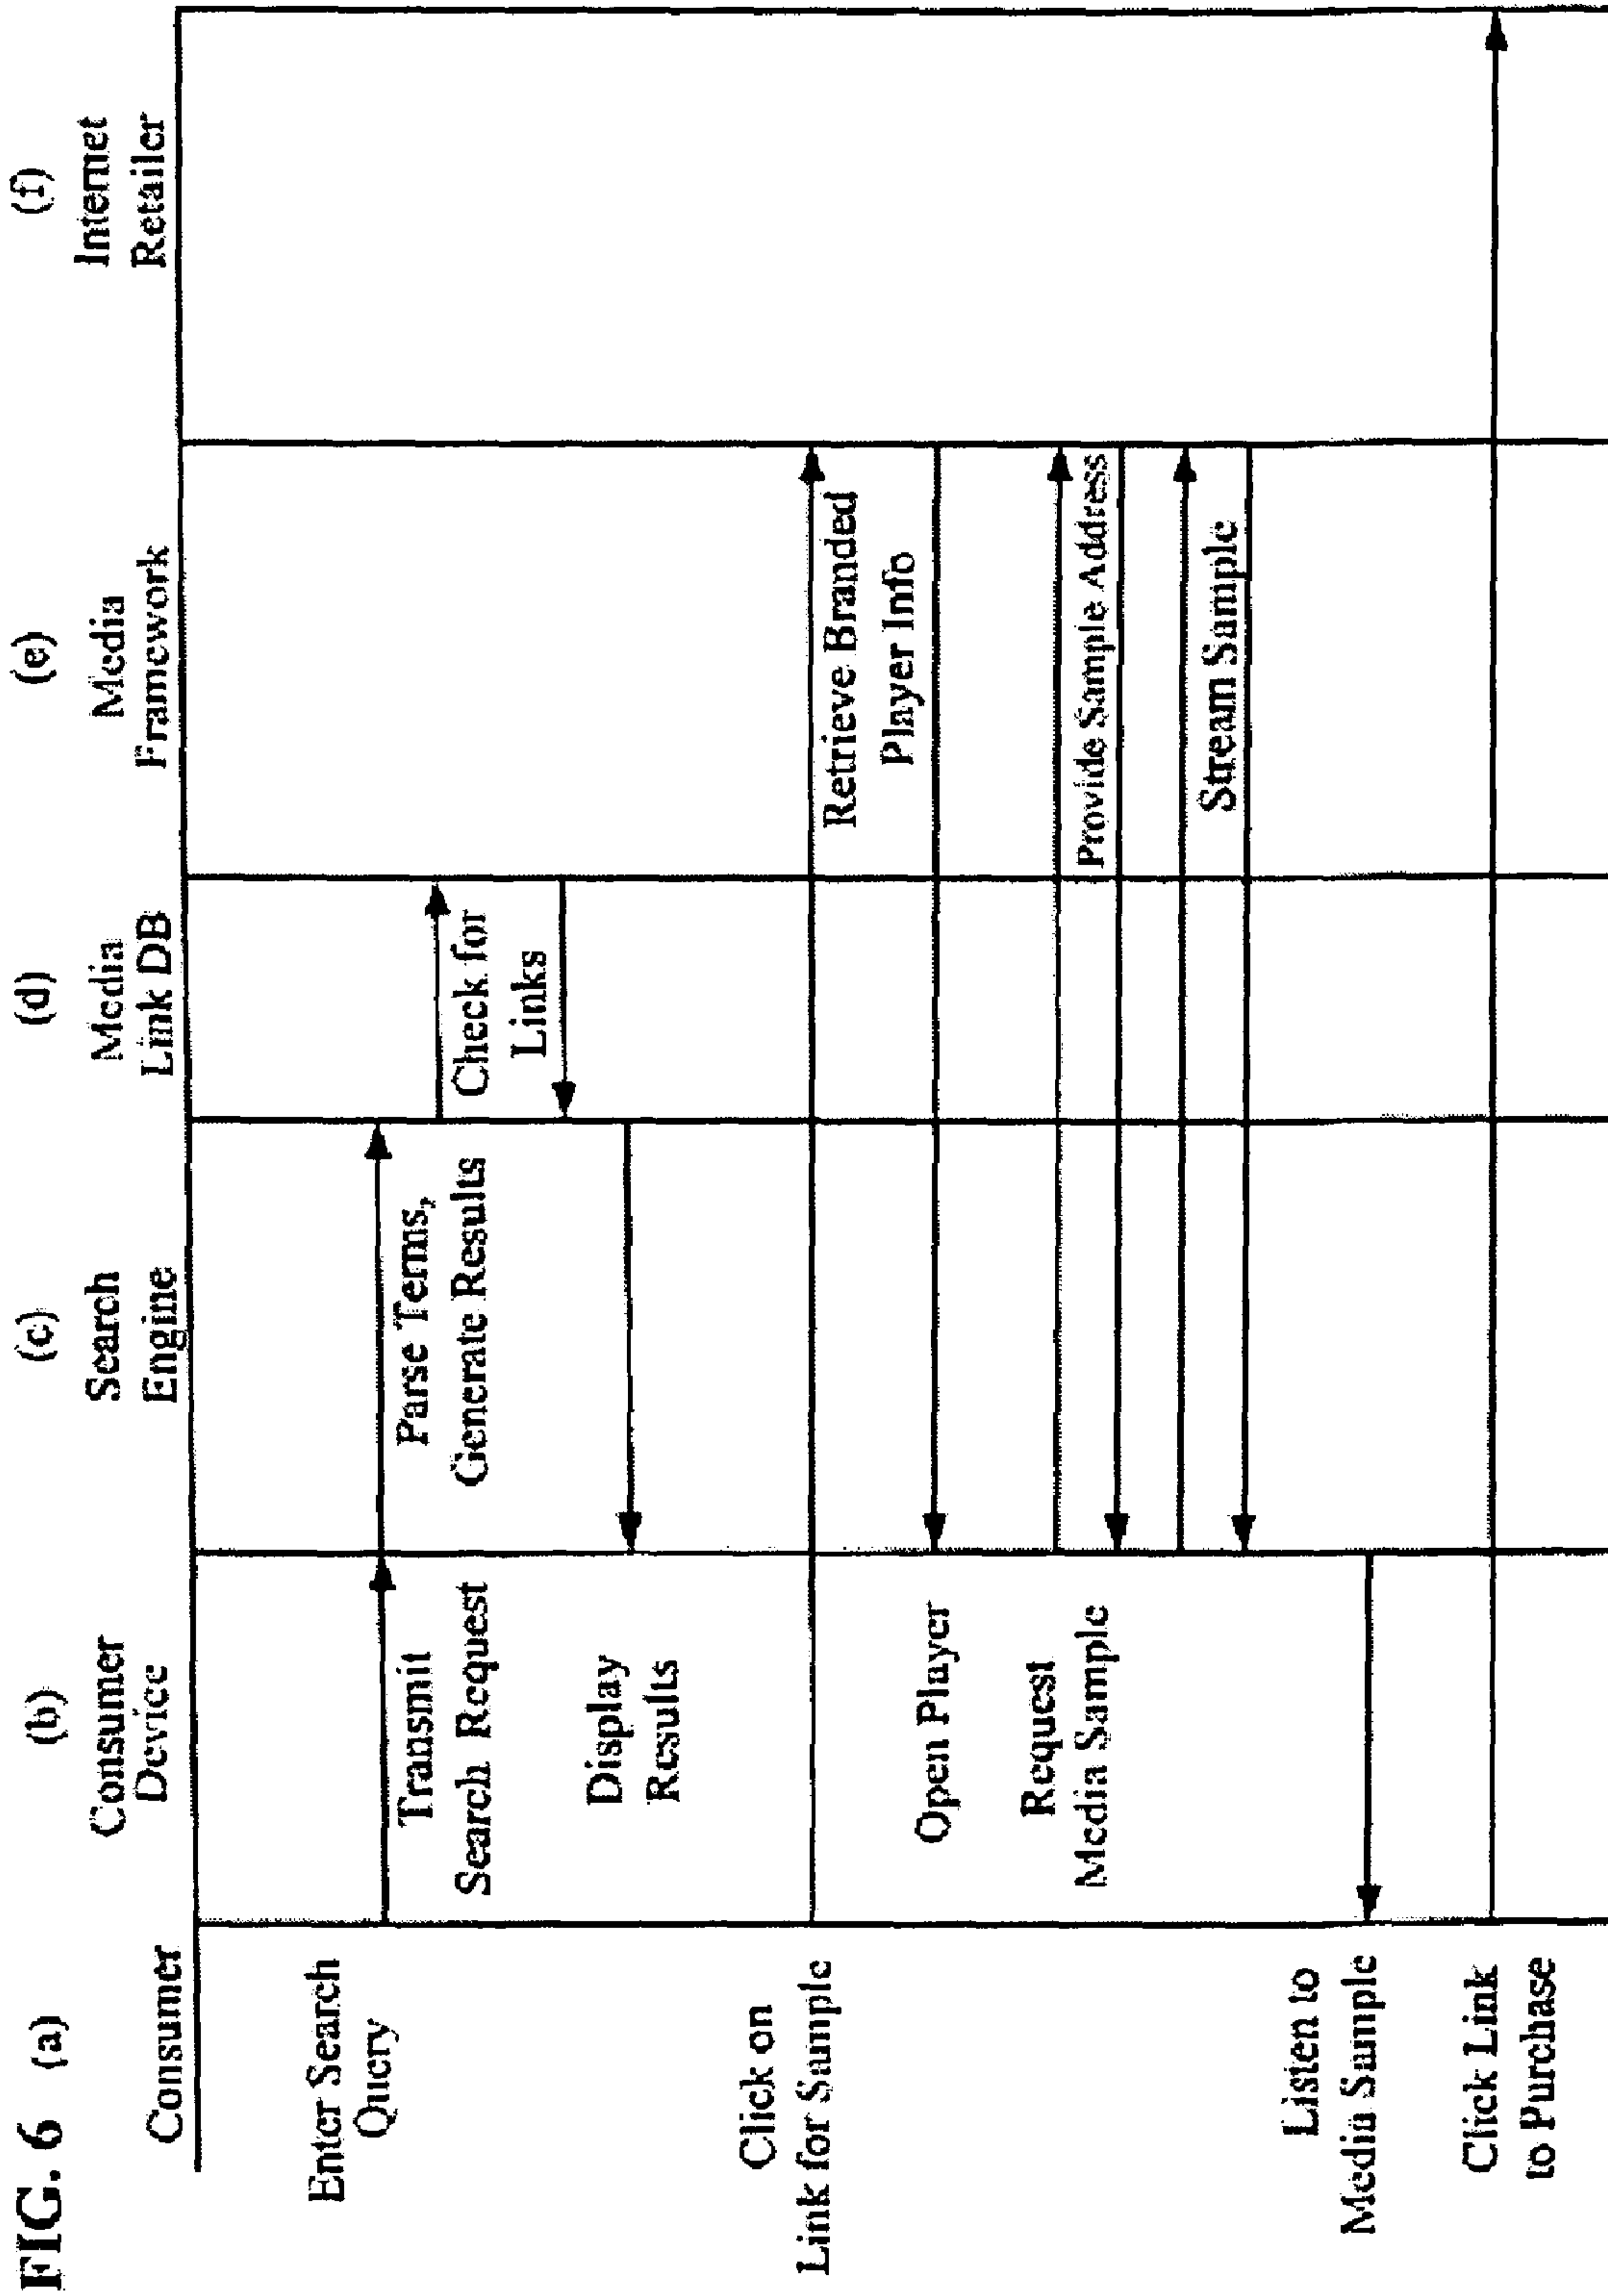 FIG. 6
(a)
Consumer
(b)
Consumer
Device
(c)
Search
Engine
(d)
Media
Link DB
(e)
Media
Framework
(f)
Internet
Retailer
Enter Search
Query
Transmit
Search Request
Parse Terms,
Generate Results
Check for
Links
Display
Results
Click on
Link for Sample
Retrieve Branded
Player Info
Open Player
Request
Media Sample
Provide Sample Address
Stream Sample
Listen to
Media Sample
Click Link
to Purchase